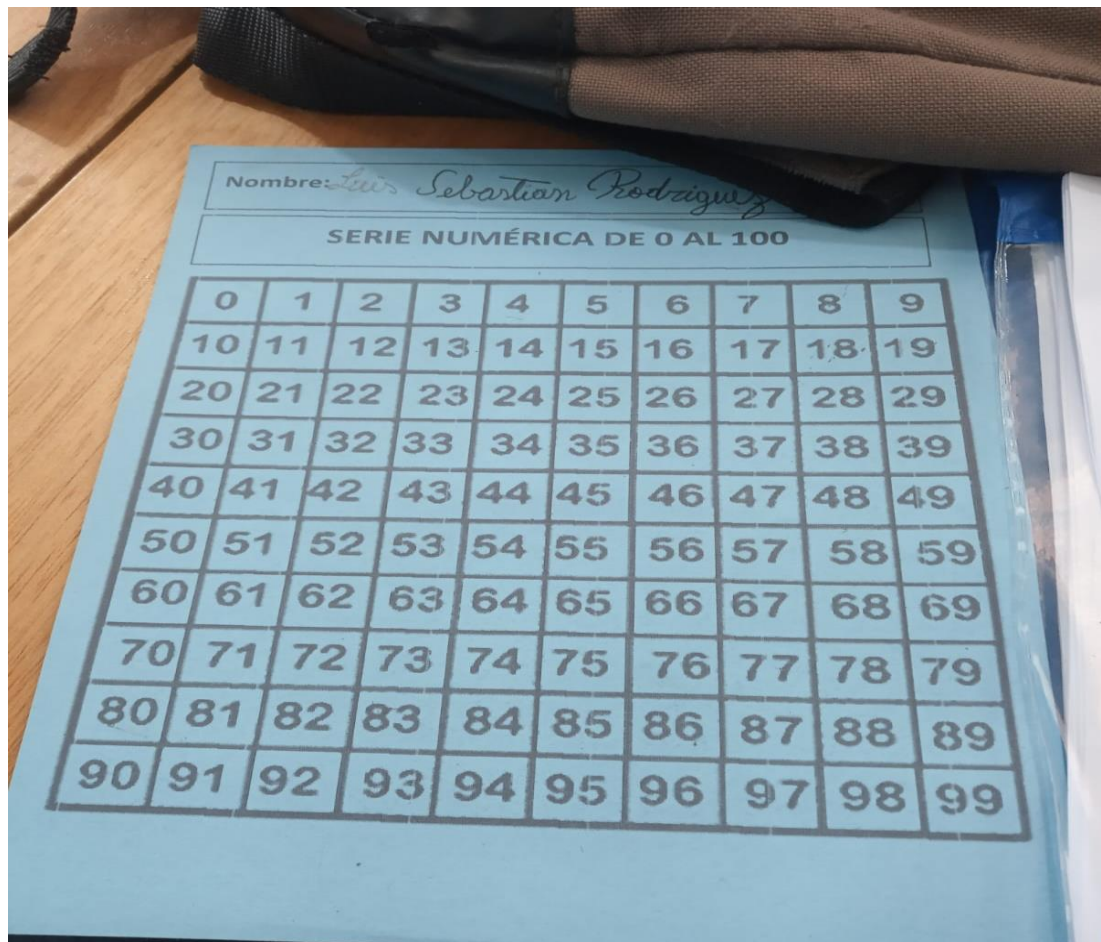 Nombre: Luis Sebastian Rodriguez
SERIE NUMÉRICA DE 0 AL 100
0 1 2 3 4 5 6 7 8 9
10 11 12 13 14 15 16 17 18 19
20 21 22 23 24 25 26 27 28 29
30 31 32 33 34 35 36 37 38 39
40 41 42 43 44 45 46 47 48 49
50 51 52 53 54 55 56 57 58 59
60 61 62 63 64 65 66 67 68 69
70 71 72 73 74 75 76 77 78 79
80 81 82 83 84 85 86 87 88 89
90 91 92 93 94 95 96 97 98 99